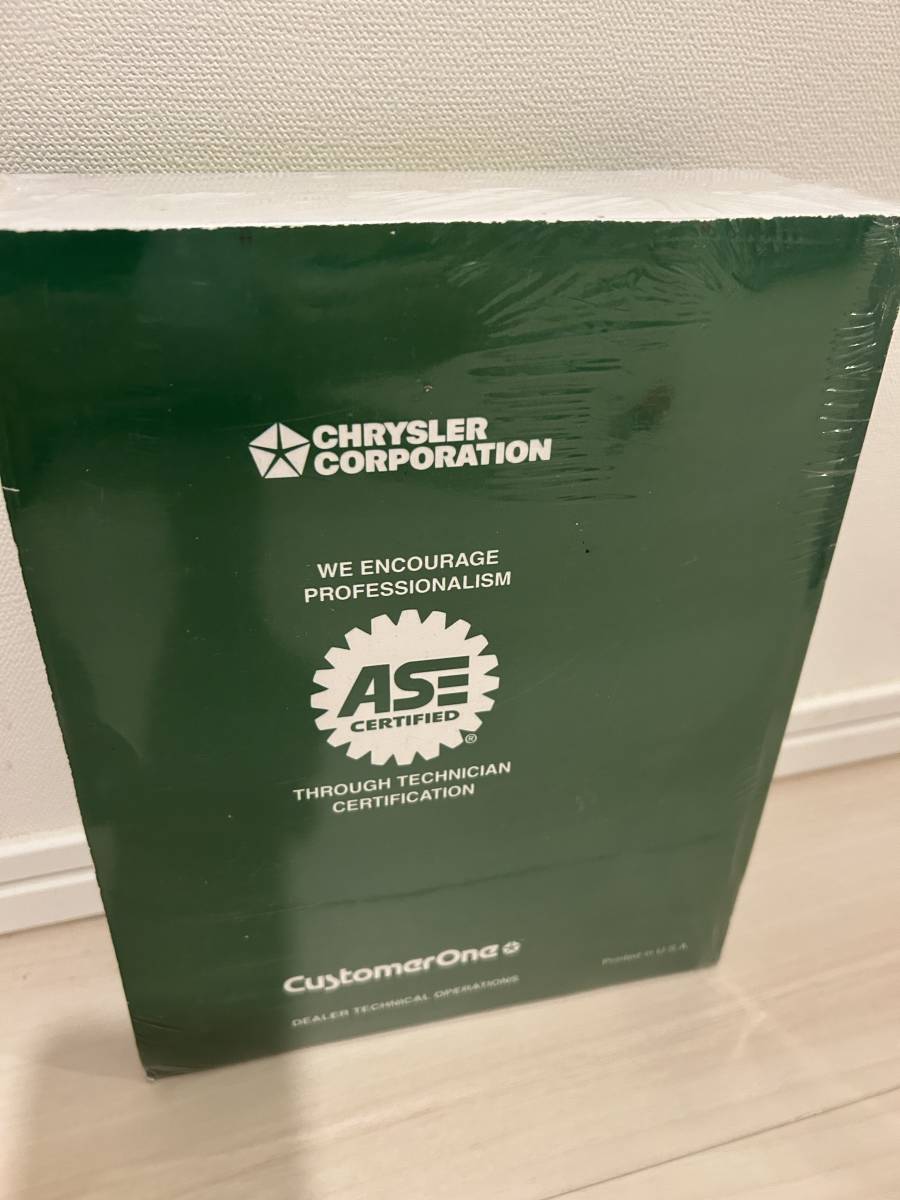 CHRYSLER
CORPORATION
WE ENCOURAGE
PROFESSIONALISM
ASE
CERTIFIED
®
THROUGH TECHNICIAN
CERTIFICATION
CustomerOne
DEALER TECHNICAL OPERATIONS
Printed in U.S.A.